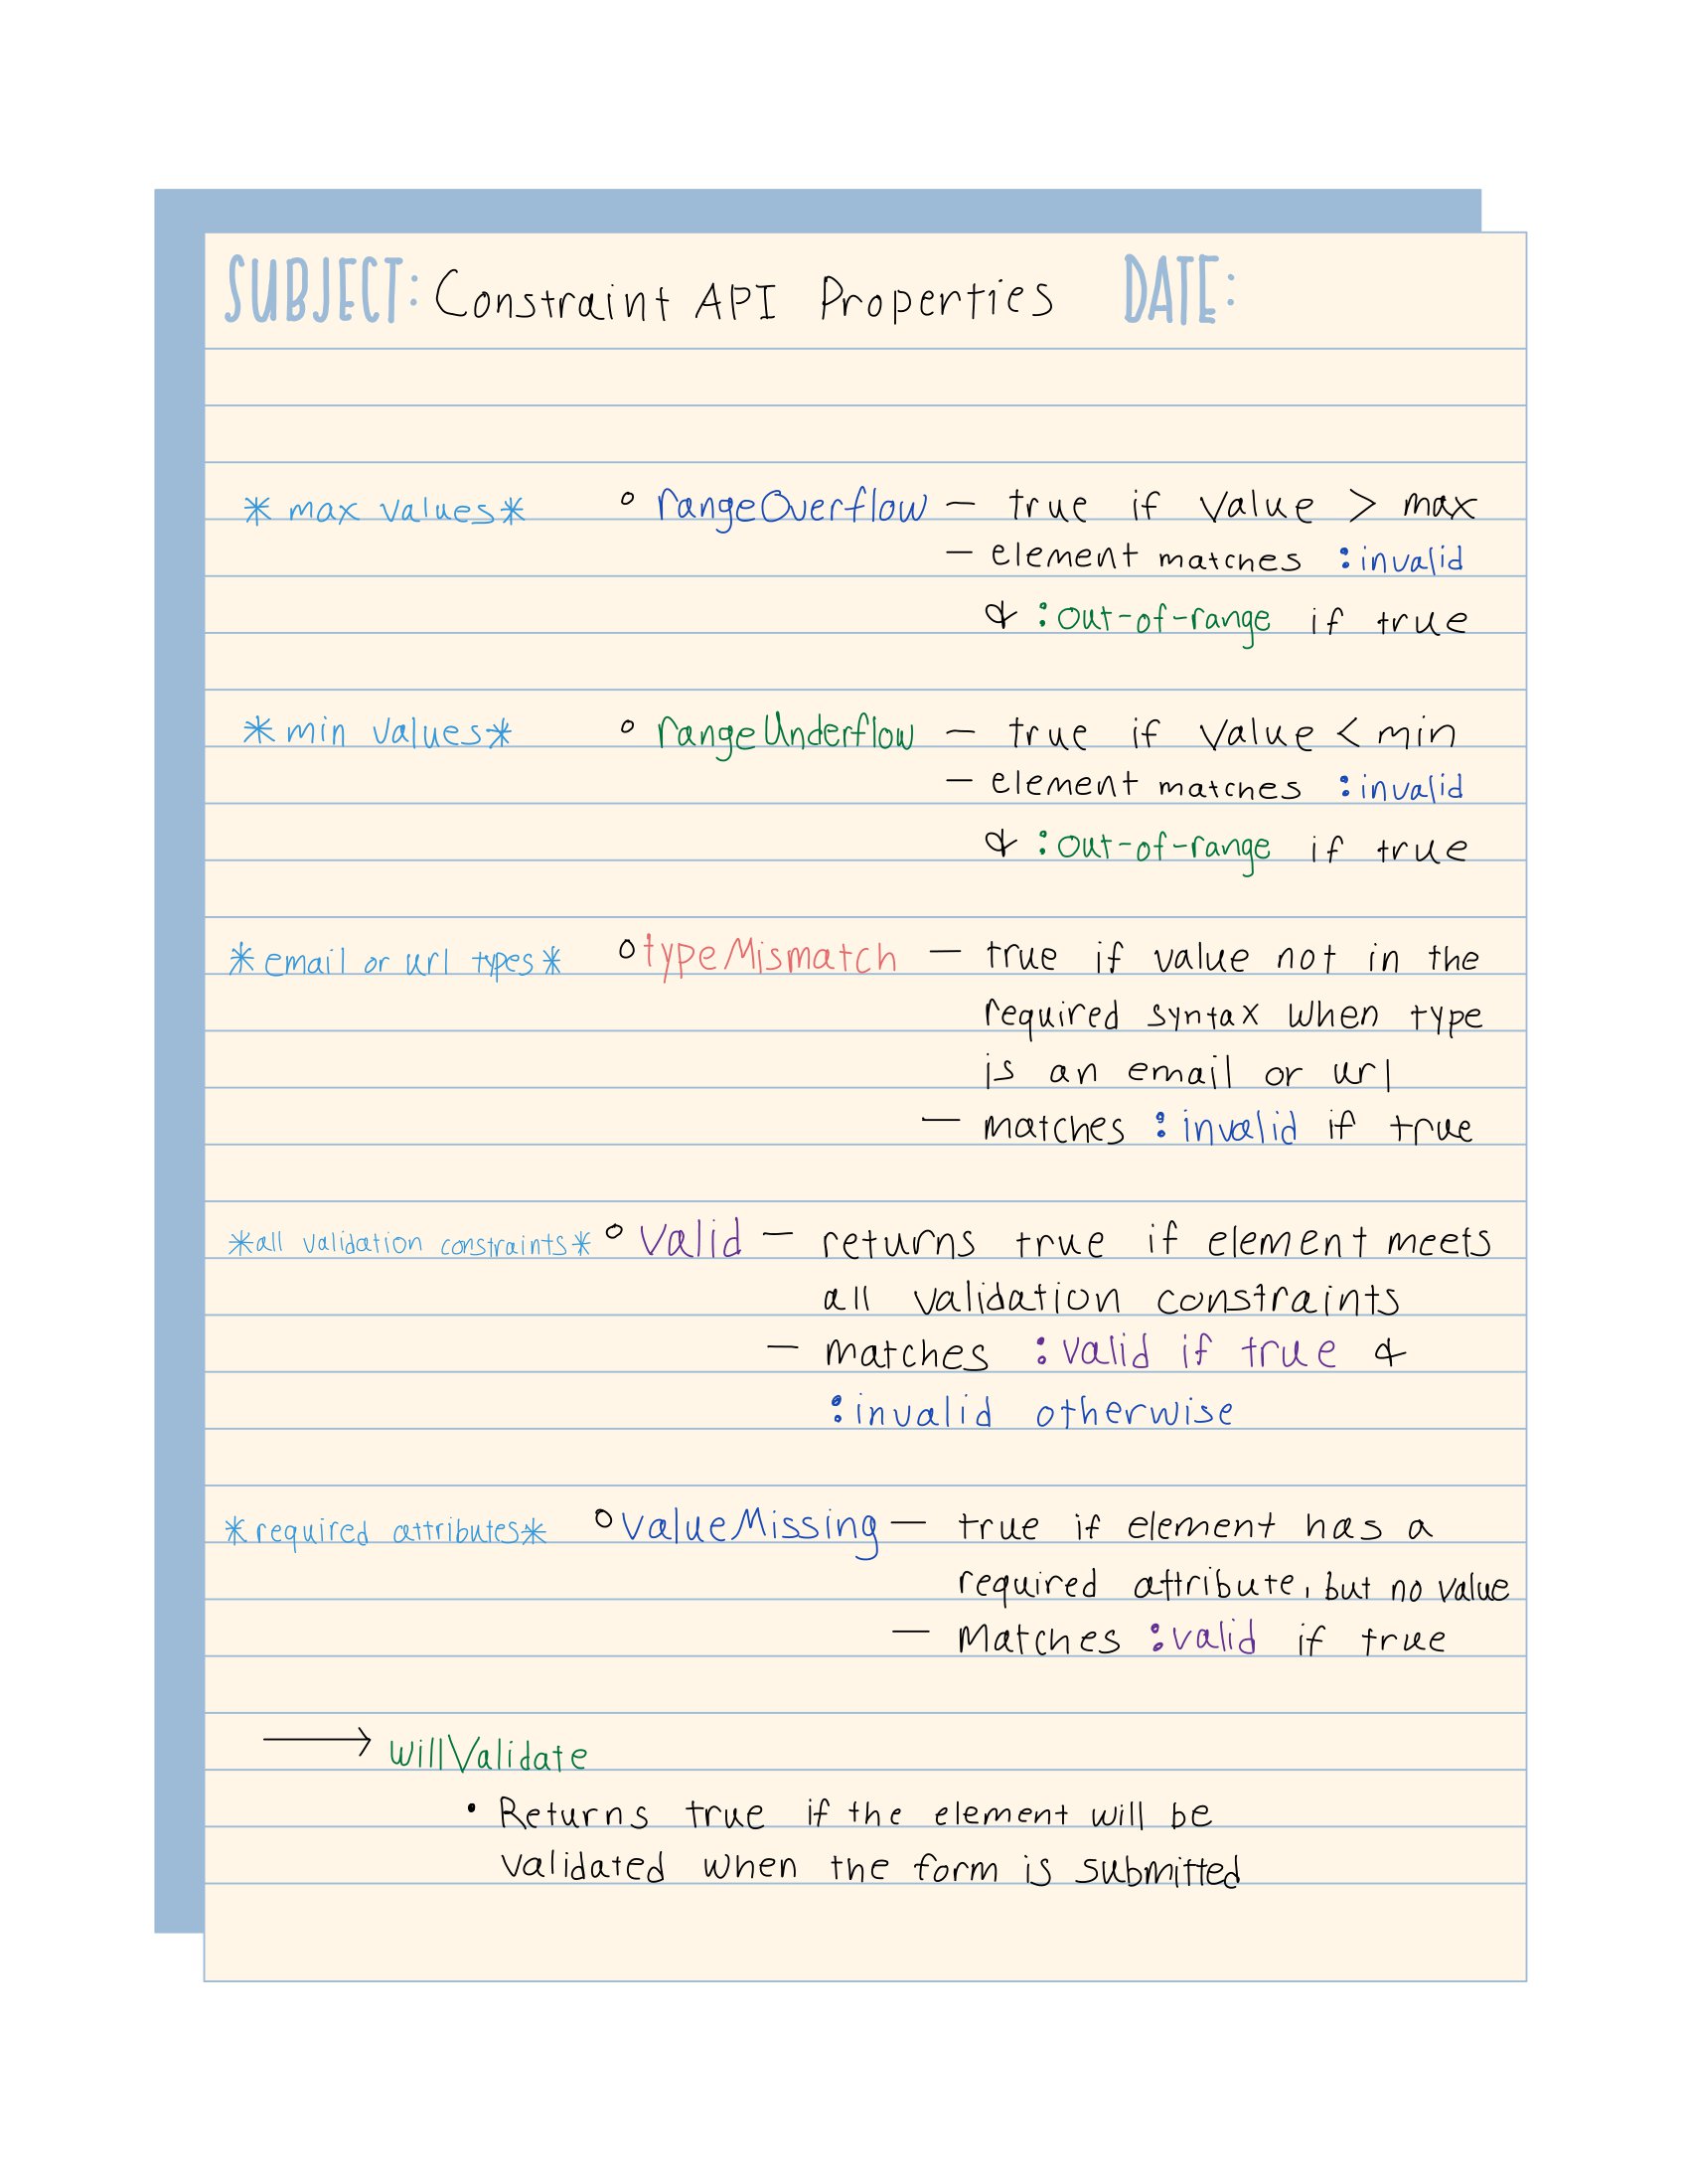 SUBJECT: Constraint API Properties DATE:
*max values* ° rangeOverflow — true if value > max
— element matches :invalid
& :out-of-range if true
*min values* ° rangeUnderflow — true if value < min
— element matches :invalid
& :out-of-range if true
*email or url types* ° typeMismatch — true if value not in the
required syntax when type
is an email or url
— matches :invalid if true
*all validation constraints* ° valid — returns true if element meets
all validation constraints
— matches :valid if true &
:invalid otherwise
*required attributes* ° valueMissing — true if element has a
required attribute, but no value
— Matches :valid if true
→ willValidate
• Returns true if the element will be
validated when the form is submitted